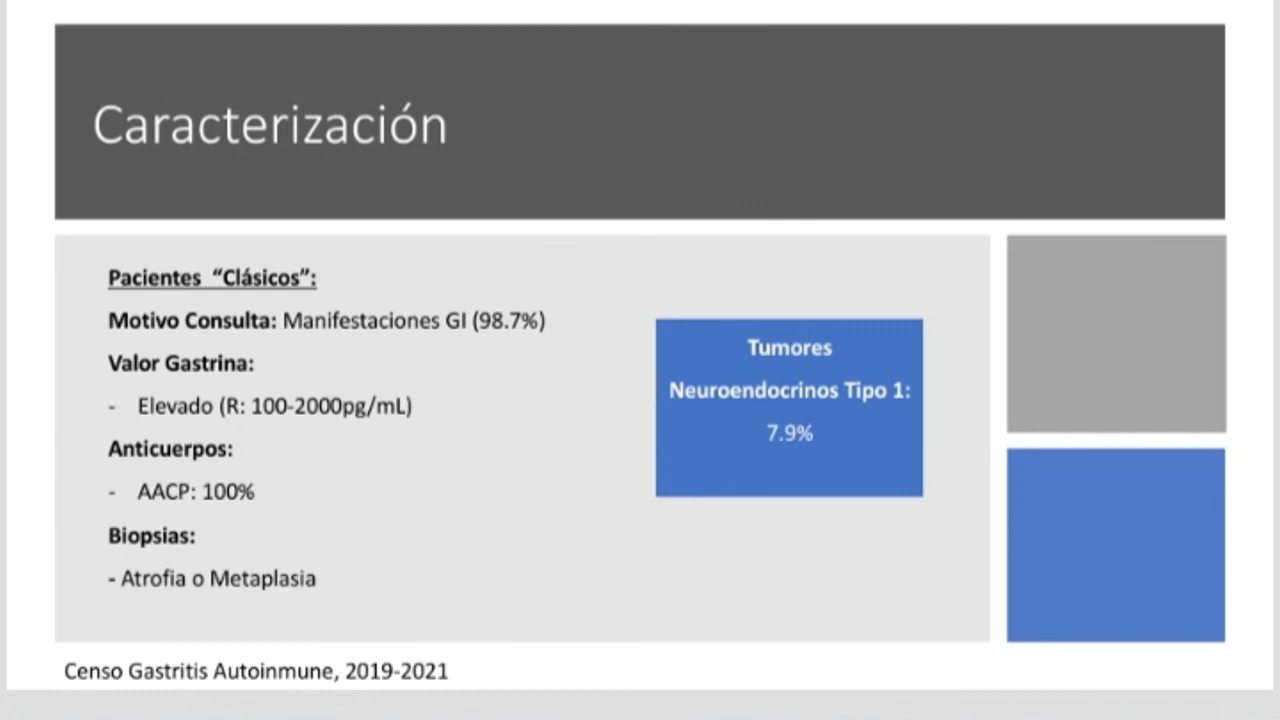 Caracterización
Pacientes “Clásicos”:
Motivo Consulta: Manifestaciones GI (98.7%)
Valor Gastrina:
- Elevado (R: 100-2000pg/mL)
Anticuerpos:
- AACP: 100%
Biopsias:
- Atrofia o Metaplasia
Tumores
Neuroendocrinos Tipo 1:
7.9%
Censo Gastritis Autoinmune, 2019-2021